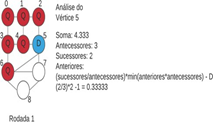 0 1 2
Q Q Q
3 4 5
Q Q D
6 7
Q
8
Rodada 1
Análise do
Vértice 5
Soma: 4.333
Antecessores: 3
Sucessores: 2
Anteriores:
(sucessores/antecessores)*min(anteriores*antecessores) - D
(2/3)*2 -1 = 0.33333